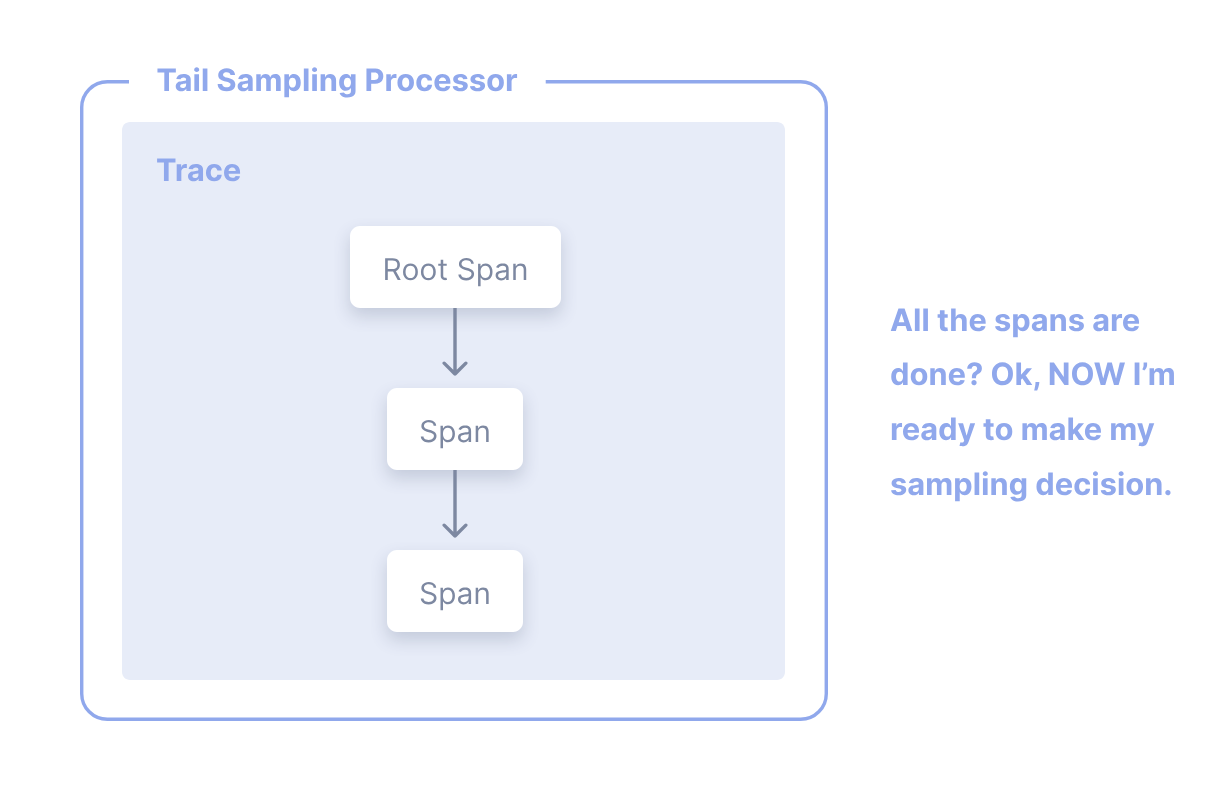 Tail Sampling Processor
Trace
Root Span
Span
Span
All the spans are
done? Ok, NOW I’m
ready to make my
sampling decision.